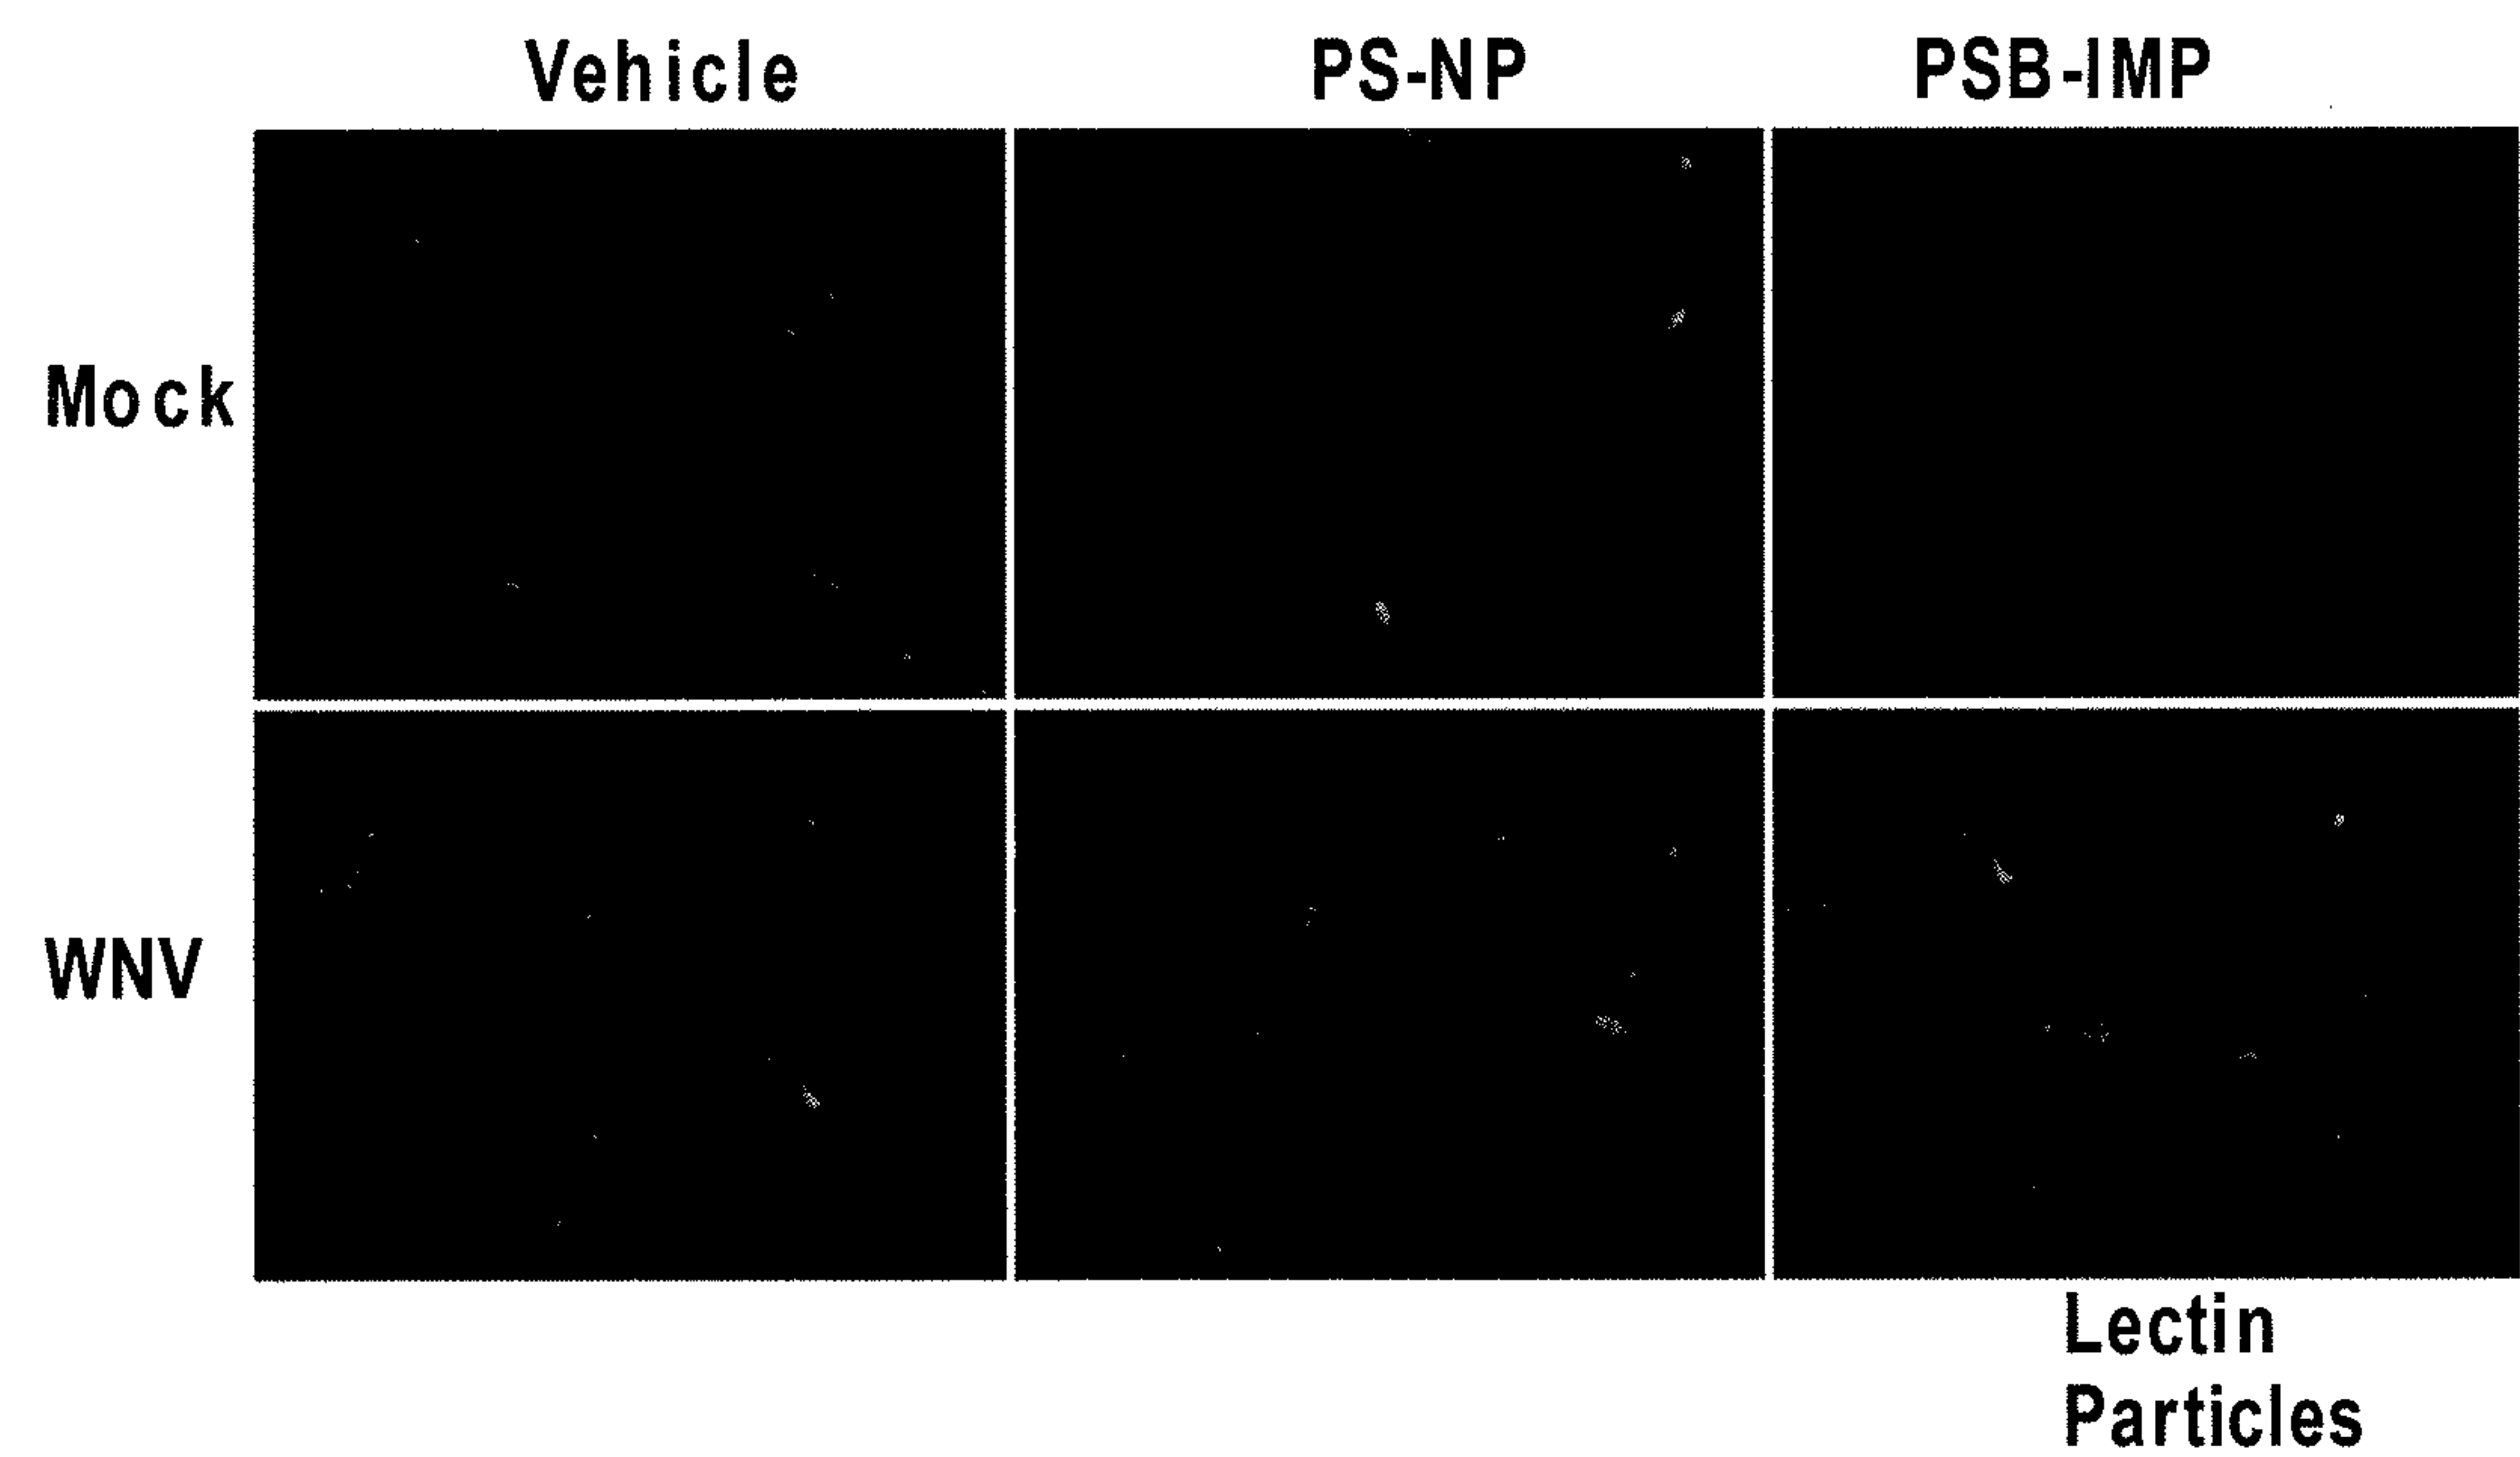 Vehicle PS-NP PSB-IMP
Mock
WNV
Lectin
Particles